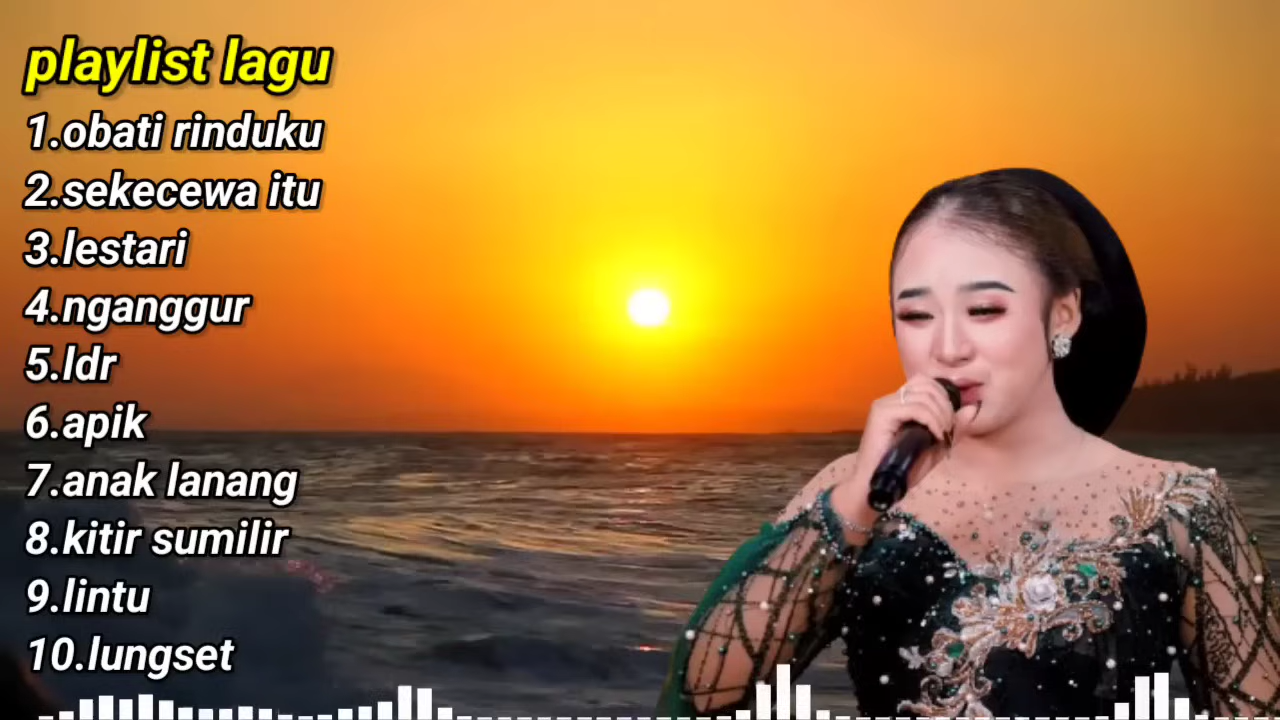 playlist lagu
1.obati rinduku
2.sekecewa itu
3.lestari
4.nganggur
5.ldr
6.apik
7.anak lanang
8.kitir sumilir
9.lintu
10.lungset